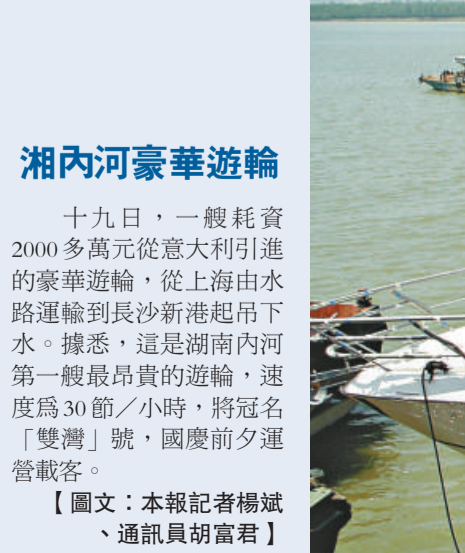 湘內河豪華遊輪
十九日，一艘耗資
2000多萬元從意大利引進
的豪華遊輪，從上海由水
路運輸到長沙新港起吊下
水。據悉，這是湖南內河
第一艘最昂貴的遊輪，速
度爲30節／小時，將冠名
「雙灣」號，國慶前夕運
營載客。
【圖文：本報記者楊斌
、通訊員胡富君】